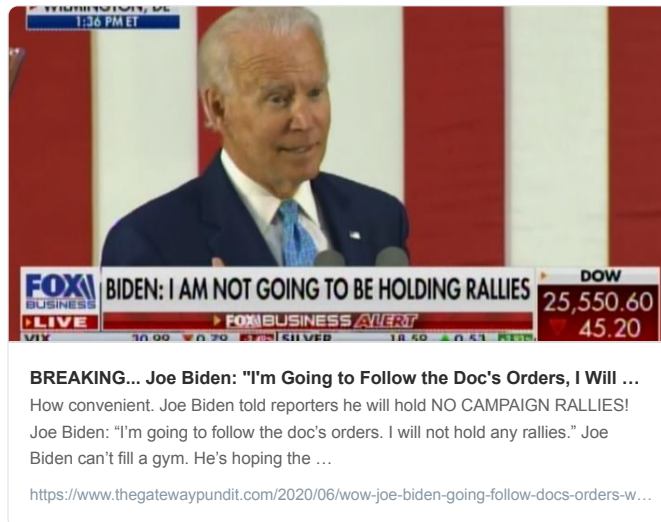 WILMINGTON, DE
1:36 PM ET
FOX
BUSINESS
BIDEN: I AM NOT GOING TO BE HOLDING RALLIES
DOW
25,550.60
45.20
LIVE
FOX BUSINESS ALERT
VIX
SILVER
BREAKING... Joe Biden: "I'm Going to Follow the Doc's Orders, I Will …
How convenient. Joe Biden told reporters he will hold NO CAMPAIGN RALLIES!
Joe Biden: “I’m going to follow the doc’s orders. I will not hold any rallies.” Joe
Biden can’t fill a gym. He’s hoping the …
https://www.thegatewaypundit.com/2020/06/wow-joe-biden-going-follow-docs-orders-w…